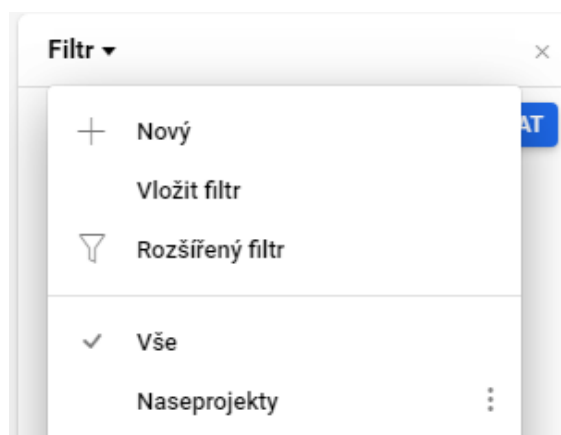 Filtr
AT
Nový
Vložit filtr
Rozšířený filtr
Vše
Naseprojekty